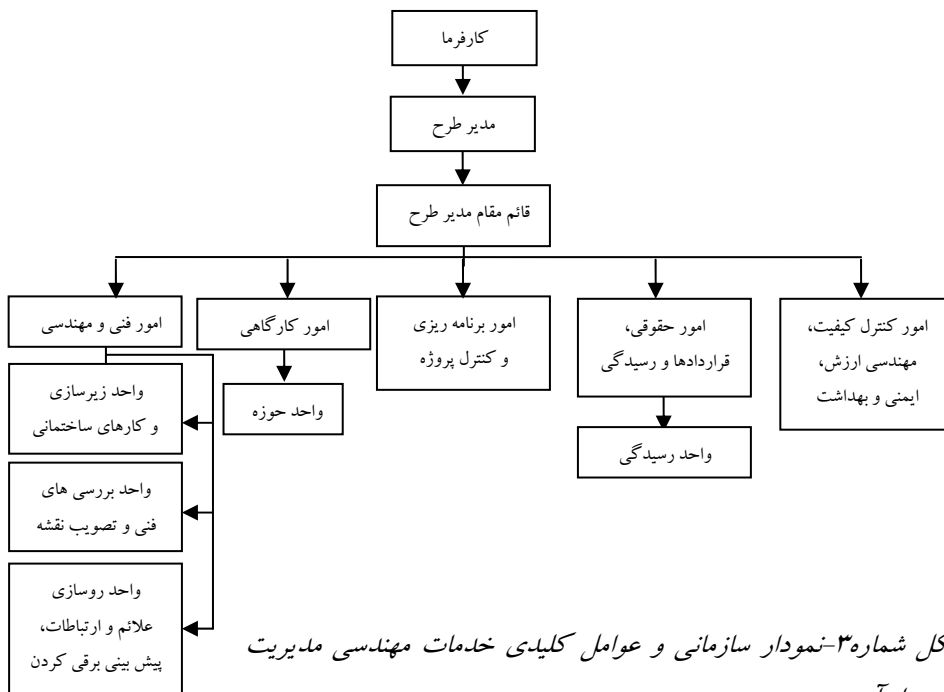 کارفرما
مدیر طرح
قائم مقام مدیر طرح
امور کنترل کیفیت،
مهندسی ارزش،
ایمنی و بهداشت
امور حقوقی،
قراردادها و رسیدگی
واحد رسیدگی
امور برنامه ریزی
و کنترل پروژه
امور کارگاهی
واحد حوزه
امور فنی و مهندسی
واحد زیرسازی
و کارهای ساختمانی
واحد بررسی های
فنی و تصویب نقشه
واحد روسازی
علائم و ارتباطات،
پیش بینی برقی کردن
کل شماره۳-نمودار سازمانی و عوامل کلیدی خدمات مهندسی مدیریت